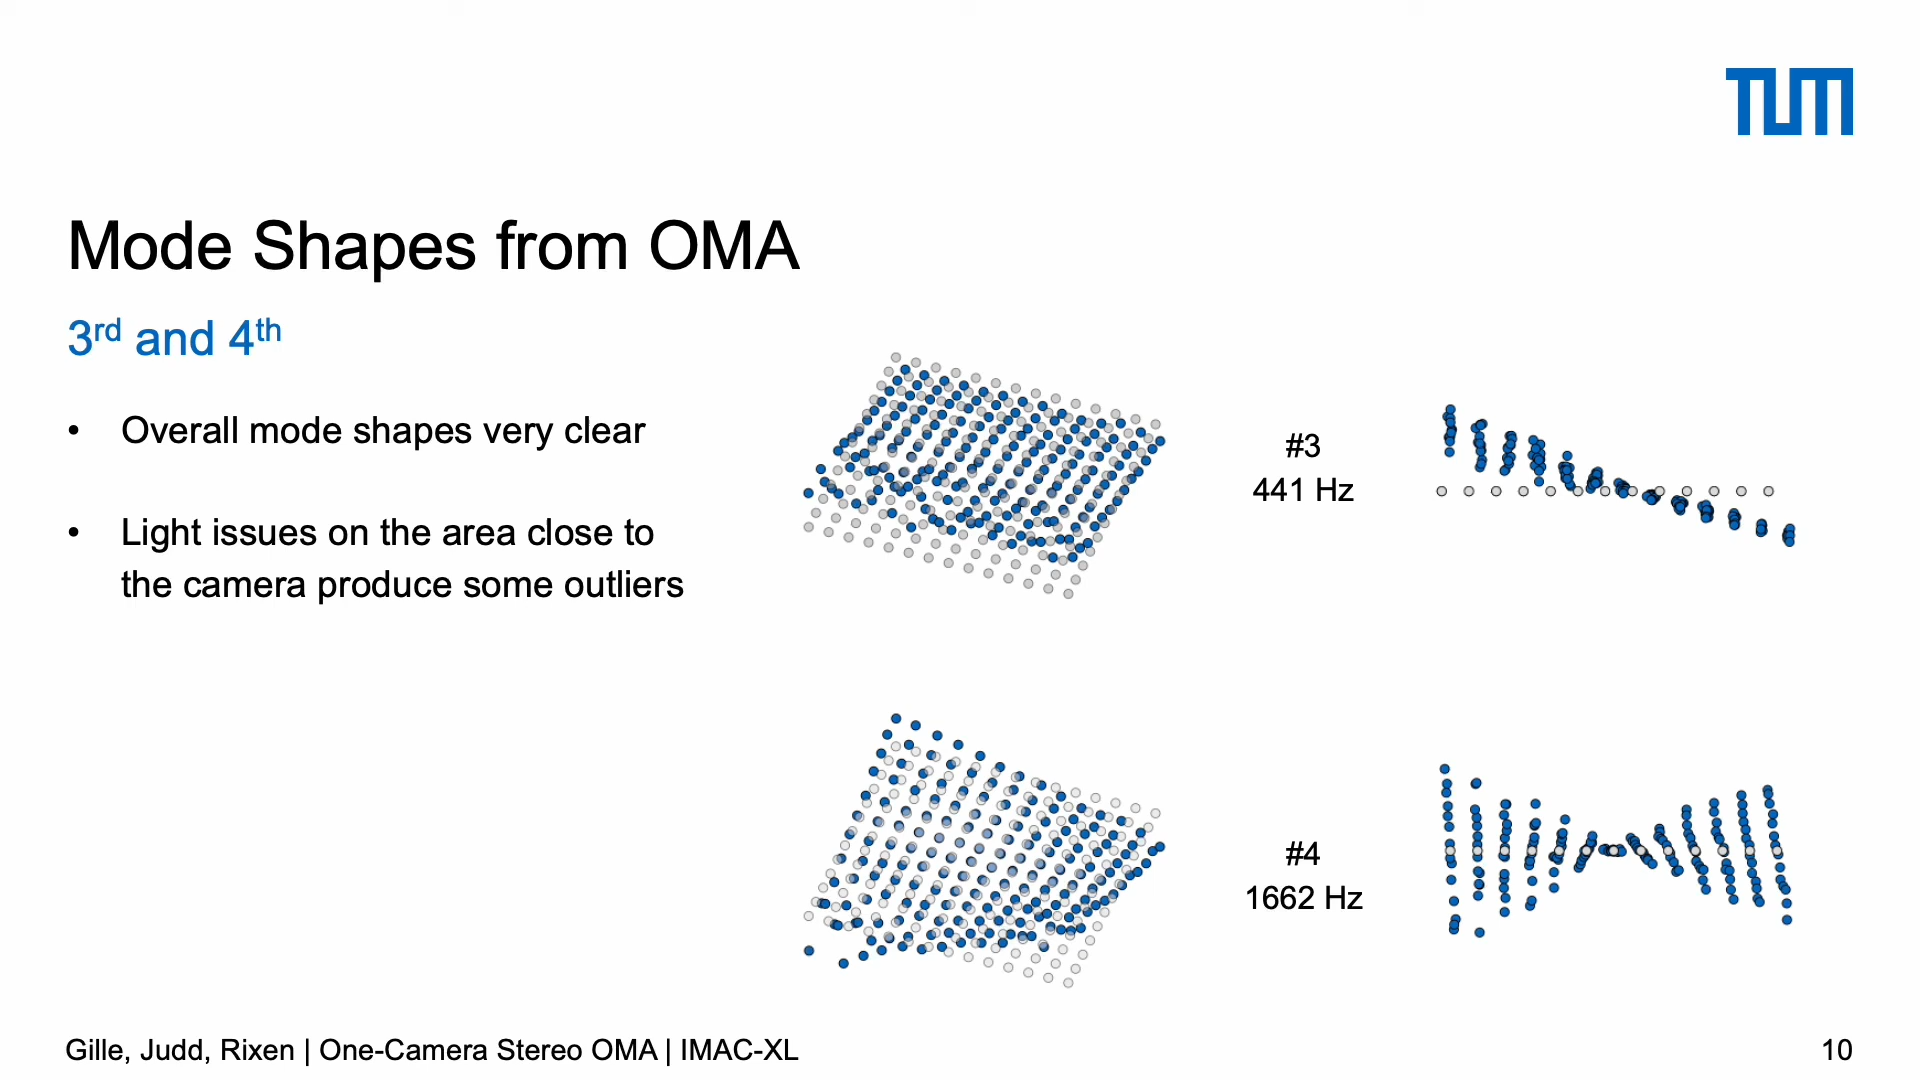 TUM
Mode Shapes from OMA
3rd and 4th
• Overall mode shapes very clear
• Light issues on the area close to
the camera produce some outliers
#3
441 Hz
#4
1662 Hz
Gille, Judd, Rixen | One-Camera Stereo OMA | IMAC-XL
10